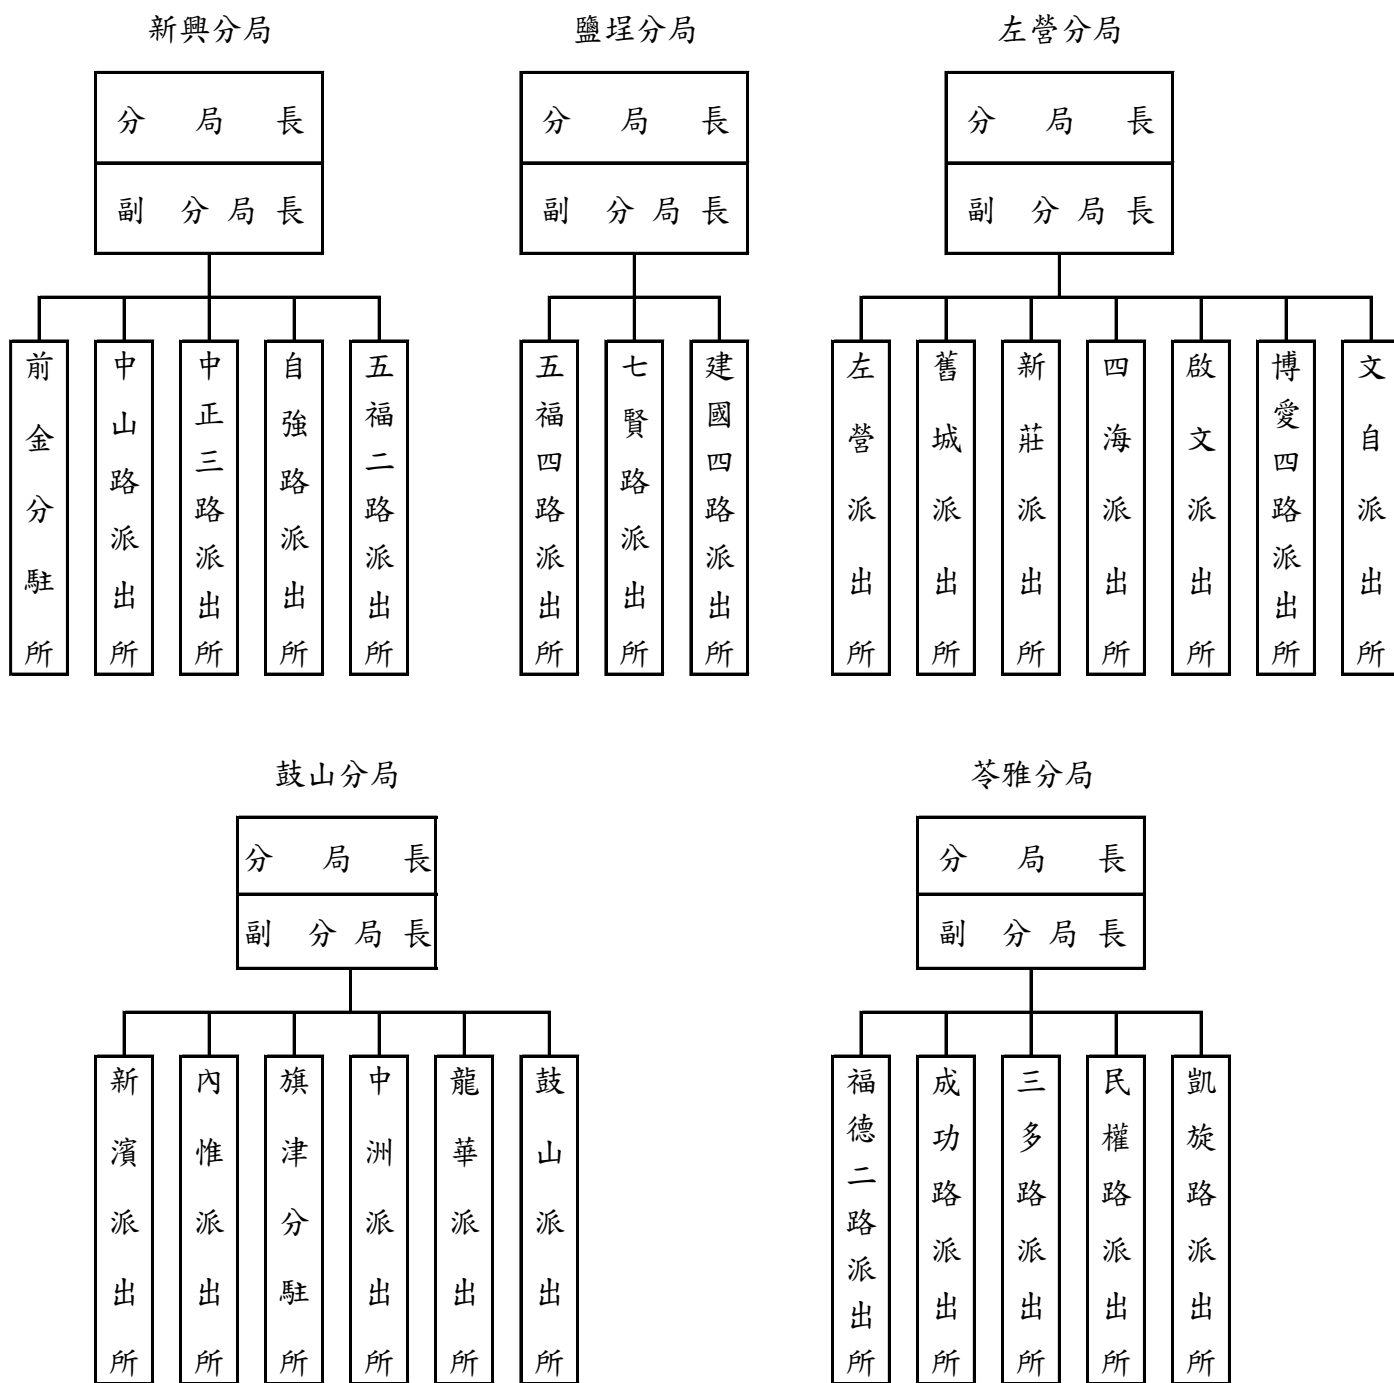 新興分局
鹽埕分局
左營分局
分局長
副分局長
分局長
副分局長
分局長
副分局長
前金分駐所
中山路派出所
中正三路派出所
自強路派出所
五福二路派出所
五福四路派出所
七賢路派出所
建國四路派出所
左營派出所
舊城派出所
新莊派出所
四海派出所
啟文派出所
博愛四路派出所
文自派出所
鼓山分局
苓雅分局
分局長
副分局長
分局長
副分局長
新濱派出所
內惟派出所
旗津分駐所
中洲派出所
龍華派出所
鼓山派出所
福德二路派出所
成功路派出所
三多路派出所
民權路派出所
凱旋路派出所